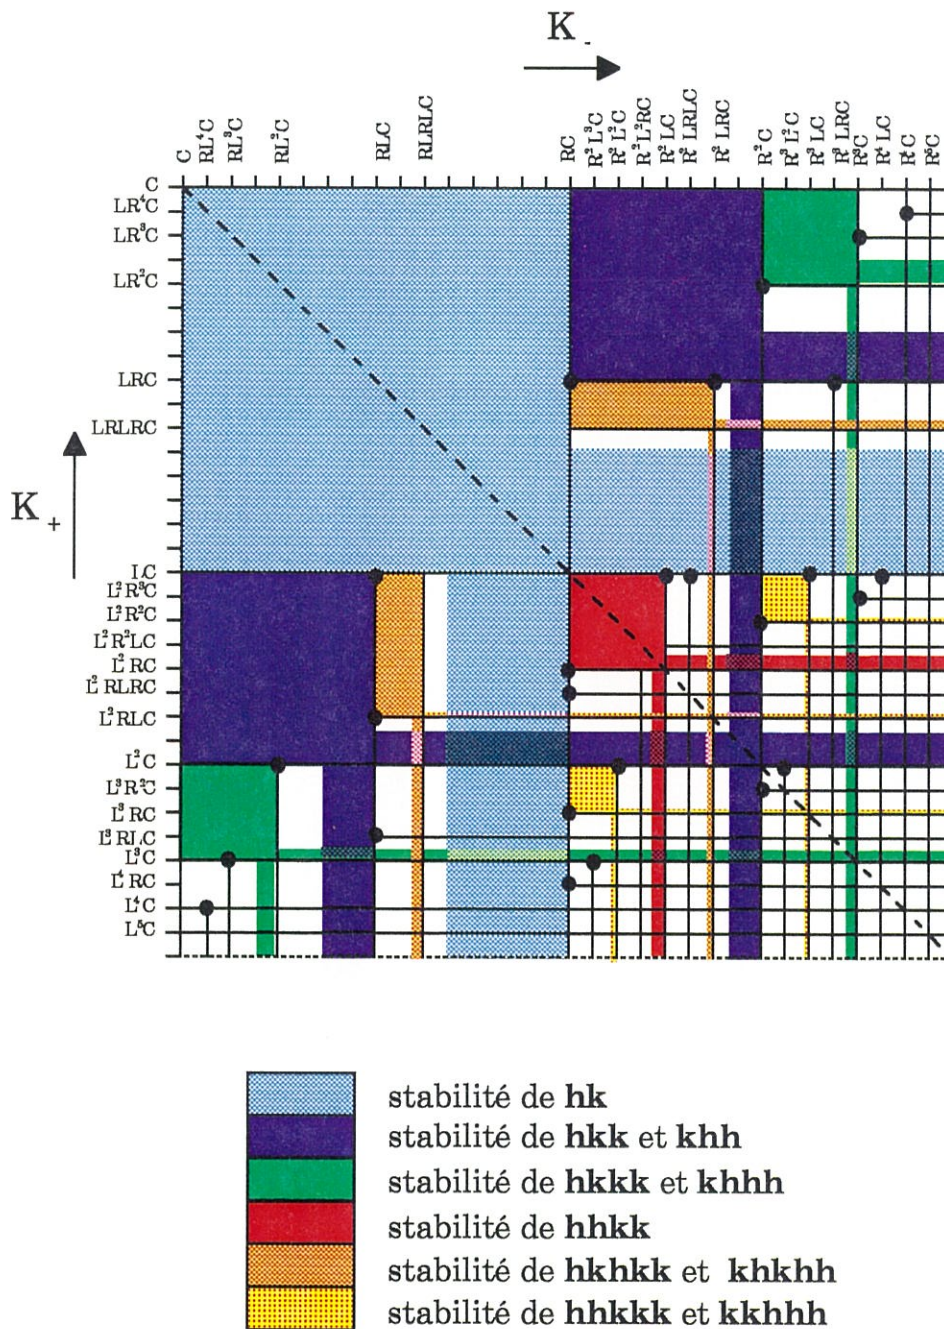 K₋
C
RL⁴C
RL³C
RL²C
RLC
RLRLC
RC
R²L³C
R²L²C
R²L²RC
R²LC
R²LRLC
R²LRC
R²C
R³L²C
R³LC
R³LRC
R³C
R⁴LC
R⁴C
R⁵C
C
LR⁴C
LR³C
LR²C
LRC
LRLRC
K₊
LC
L²R³C
L²R²C
L²R²LC
L²RC
L²RLRC
L²RLC
L²C
L³R²C
L³RC
L³RLC
L³C
L⁴RC
L⁴C
L⁵C
stabilité de hk
stabilité de hkk et khh
stabilité de hkkk et khhh
stabilité de hhkk
stabilité de hkhkk et khkhh
stabilité de hhkkk et kkhhh